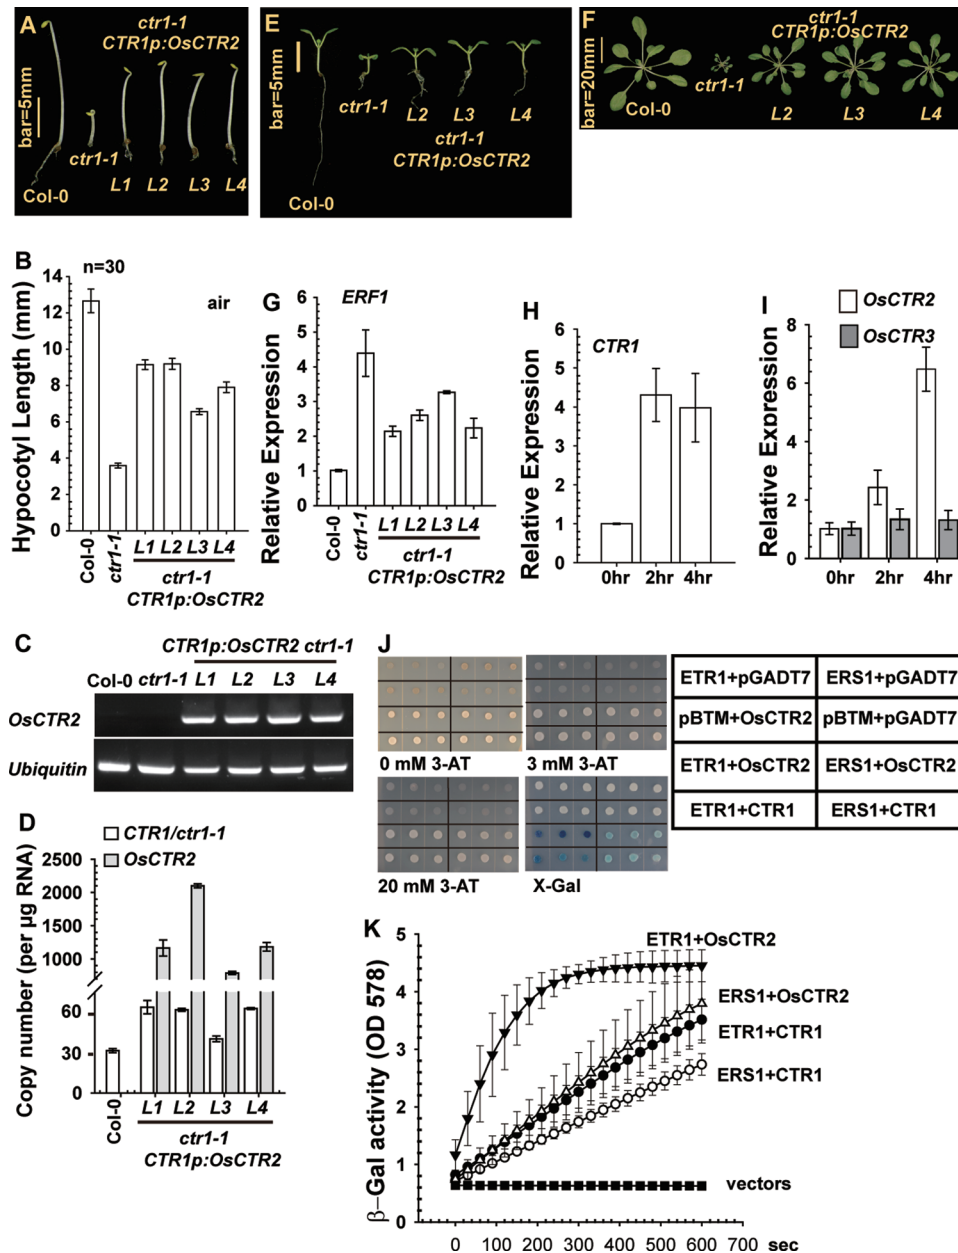 A
ctr1-1
CTR1p:OsCTR2
bar=5mm
ctr1-1
Col-0
L1 L2 L3 L4
E
bar=5mm
ctr1-1
L2 L3 L4
ctr1-1
CTR1p:OsCTR2
Col-0
F
ctr1-1
CTR1p:OsCTR2
bar=20mm
Col-0
ctr1-1
L2 L3 L4
B
n=30
air
Hypocotyl Length (mm)
14
12
10
8
6
4
2
0
Col-0
ctr1-1
L1 L2 L3 L4
ctr1-1
CTR1p:OsCTR2
G
ERF1
Relative Expression
6
5
4
3
2
1
0
Col-0
ctr1-1
L1 L2 L3 L4
ctr1-1
CTR1p:OsCTR2
H
CTR1
Relative Expression
6
5
4
3
2
1
0
0hr 2hr 4hr
I
OsCTR2
OsCTR3
Relative Expression
8
6
4
2
0
0hr 2hr 4hr
C
CTR1p:OsCTR2 ctr1-1
Col-0 ctr1-1 L1 L2 L3 L4
OsCTR2
Ubiquitin
D
CTR1/ctr1-1
OsCTR2
Copy number (per µg RNA)
2500
2000
1000
60
30
0
Col-0
L1 L2 L3 L4
ctr1-1
CTR1p:OsCTR2
J
0 mM 3-AT
3 mM 3-AT
20 mM 3-AT
X-Gal
ETR1+pGADT7 ERS1+pGADT7
pBTM+OsCTR2 pBTM+pGADT7
ETR1+OsCTR2 ERS1+OsCTR2
ETR1+CTR1 ERS1+CTR1
K
β-Gal activity (OD 578)
5
4
3
2
1
0
ETR1+OsCTR2
ERS1+OsCTR2
ETR1+CTR1
ERS1+CTR1
vectors
0 100 200 300 400 500 600 700 sec